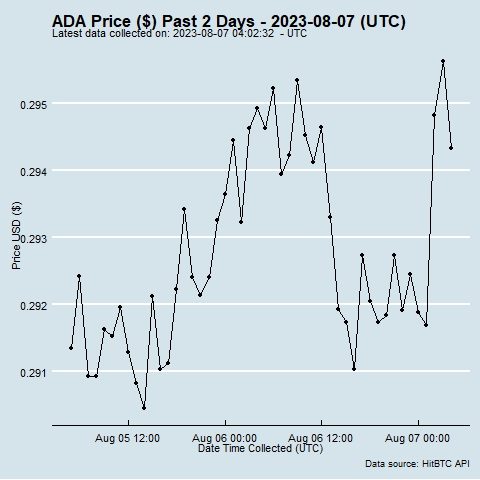 ADA Price ($) Past 2 Days - 2023-08-07 (UTC)
Latest data collected on: 2023-08-07 04:02:32 - UTC
0.295
0.294
0.293
0.292
0.291
Price USD ($)
Aug 05 12:00
Aug 06 00:00
Aug 06 12:00
Aug 07 00:00
Date Time Collected (UTC)
Data source: HitBTC API